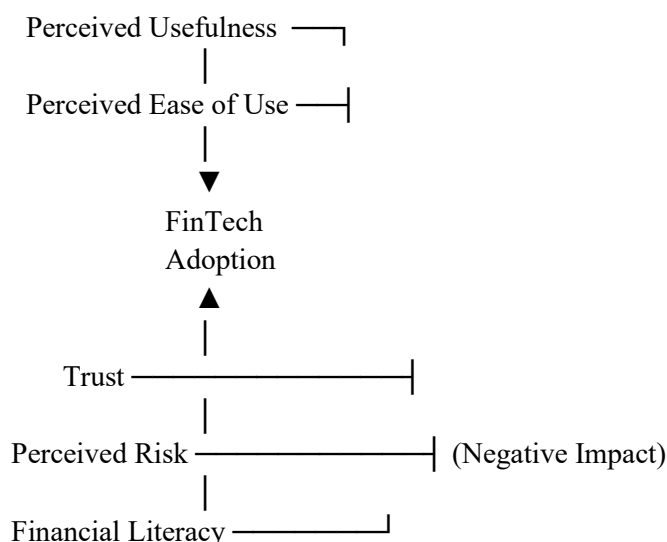 Perceived Usefulness
Perceived Ease of Use
FinTech
Adoption
Trust
Perceived Risk (Negative Impact)
Financial Literacy